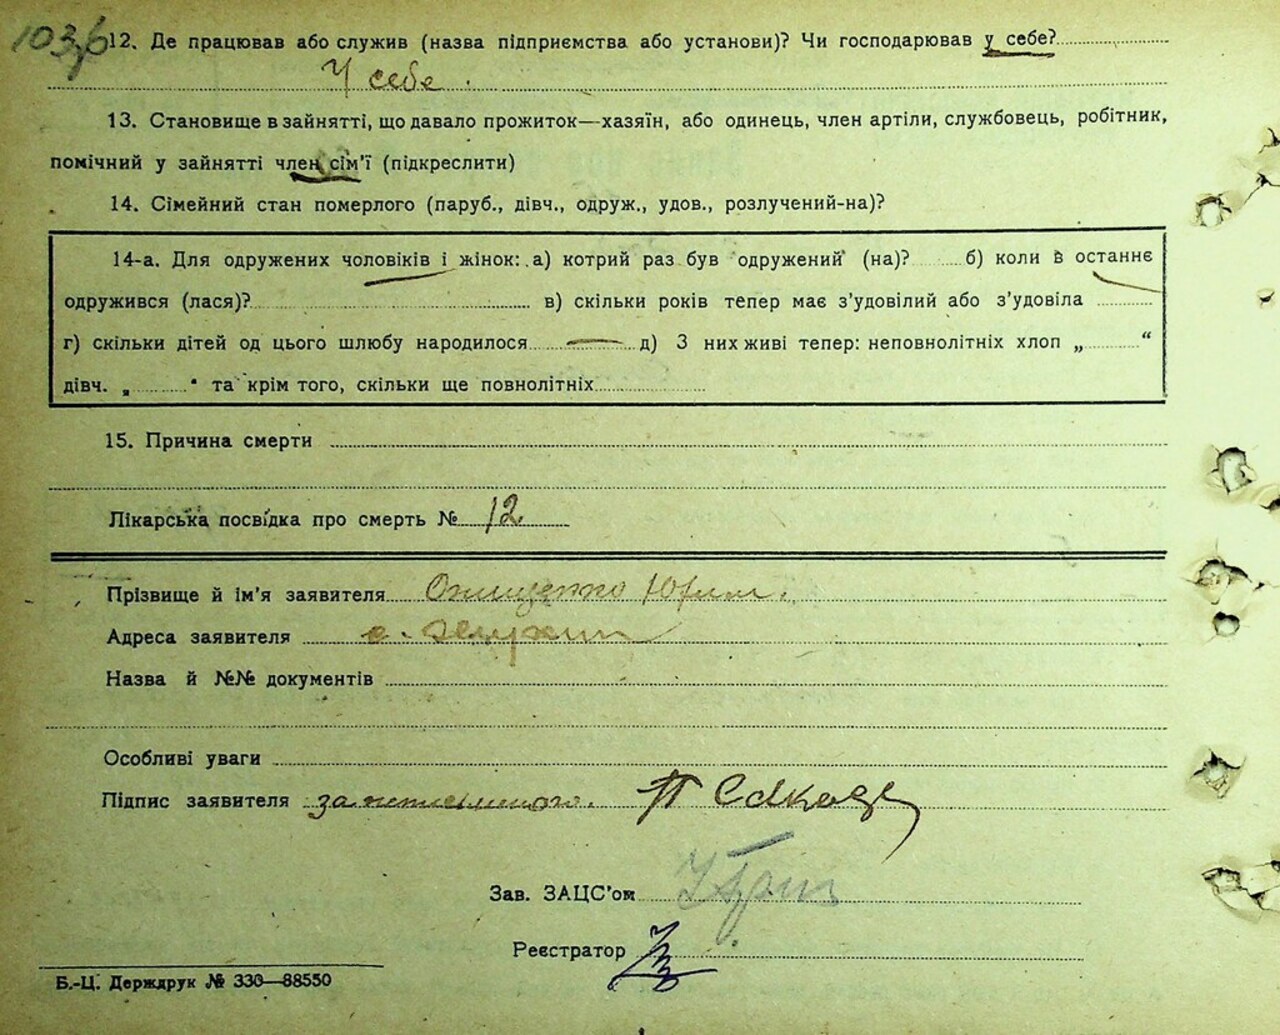 103б
12. Де працював або служив (назва підприємства або установи)? Чи господарював у себе?
У себе.
13. Становище в зайнятті, що давало прожиток—хазяїн, або одинець, член артіли, службовець, робітник,
помічний у зайнятті член сім'ї (підкреслити)
14. Сімейний стан померлого (паруб., дівч., одруж., удов., розлучений-на)?
14-а. Для одружених чоловіків і жінок: а) котрий раз був одружений (на)? б) коли в останнє
одружився (лася)? в) скільки років тепер має з'удовілий або з'удовіла
г) скільки дітей од цього шлюбу народилося — д) З них живі тепер: неповнолітніх хлоп „ “
дівч. „ “ та крім того, скільки ще повнолітніх
15. Причина смерти
Лікарська посвідка про смерть № 12
Прізвище й ім'я заявителя Онищенко
Адреса заявителя с.
Назва й №№ документів
Особливі уваги
Підпис заявителя за неписьменого.
Зав. ЗАЦС'ом
Реєстратор
Б.-Ц. Держдрук № 330—88550